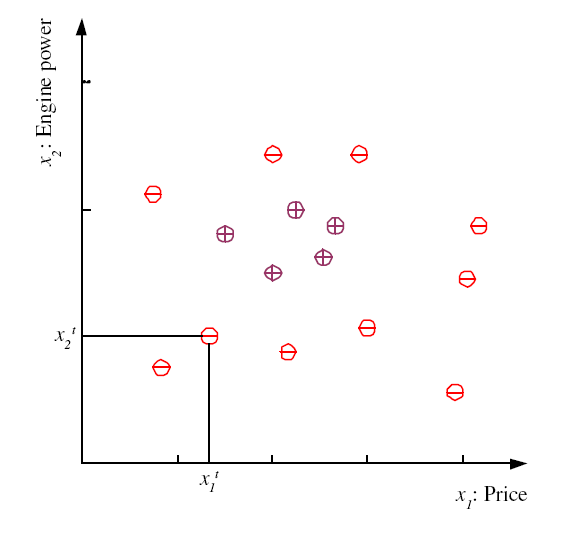 x₂: Engine power
x₂ᵗ
x₁ᵗ
x₁: Price